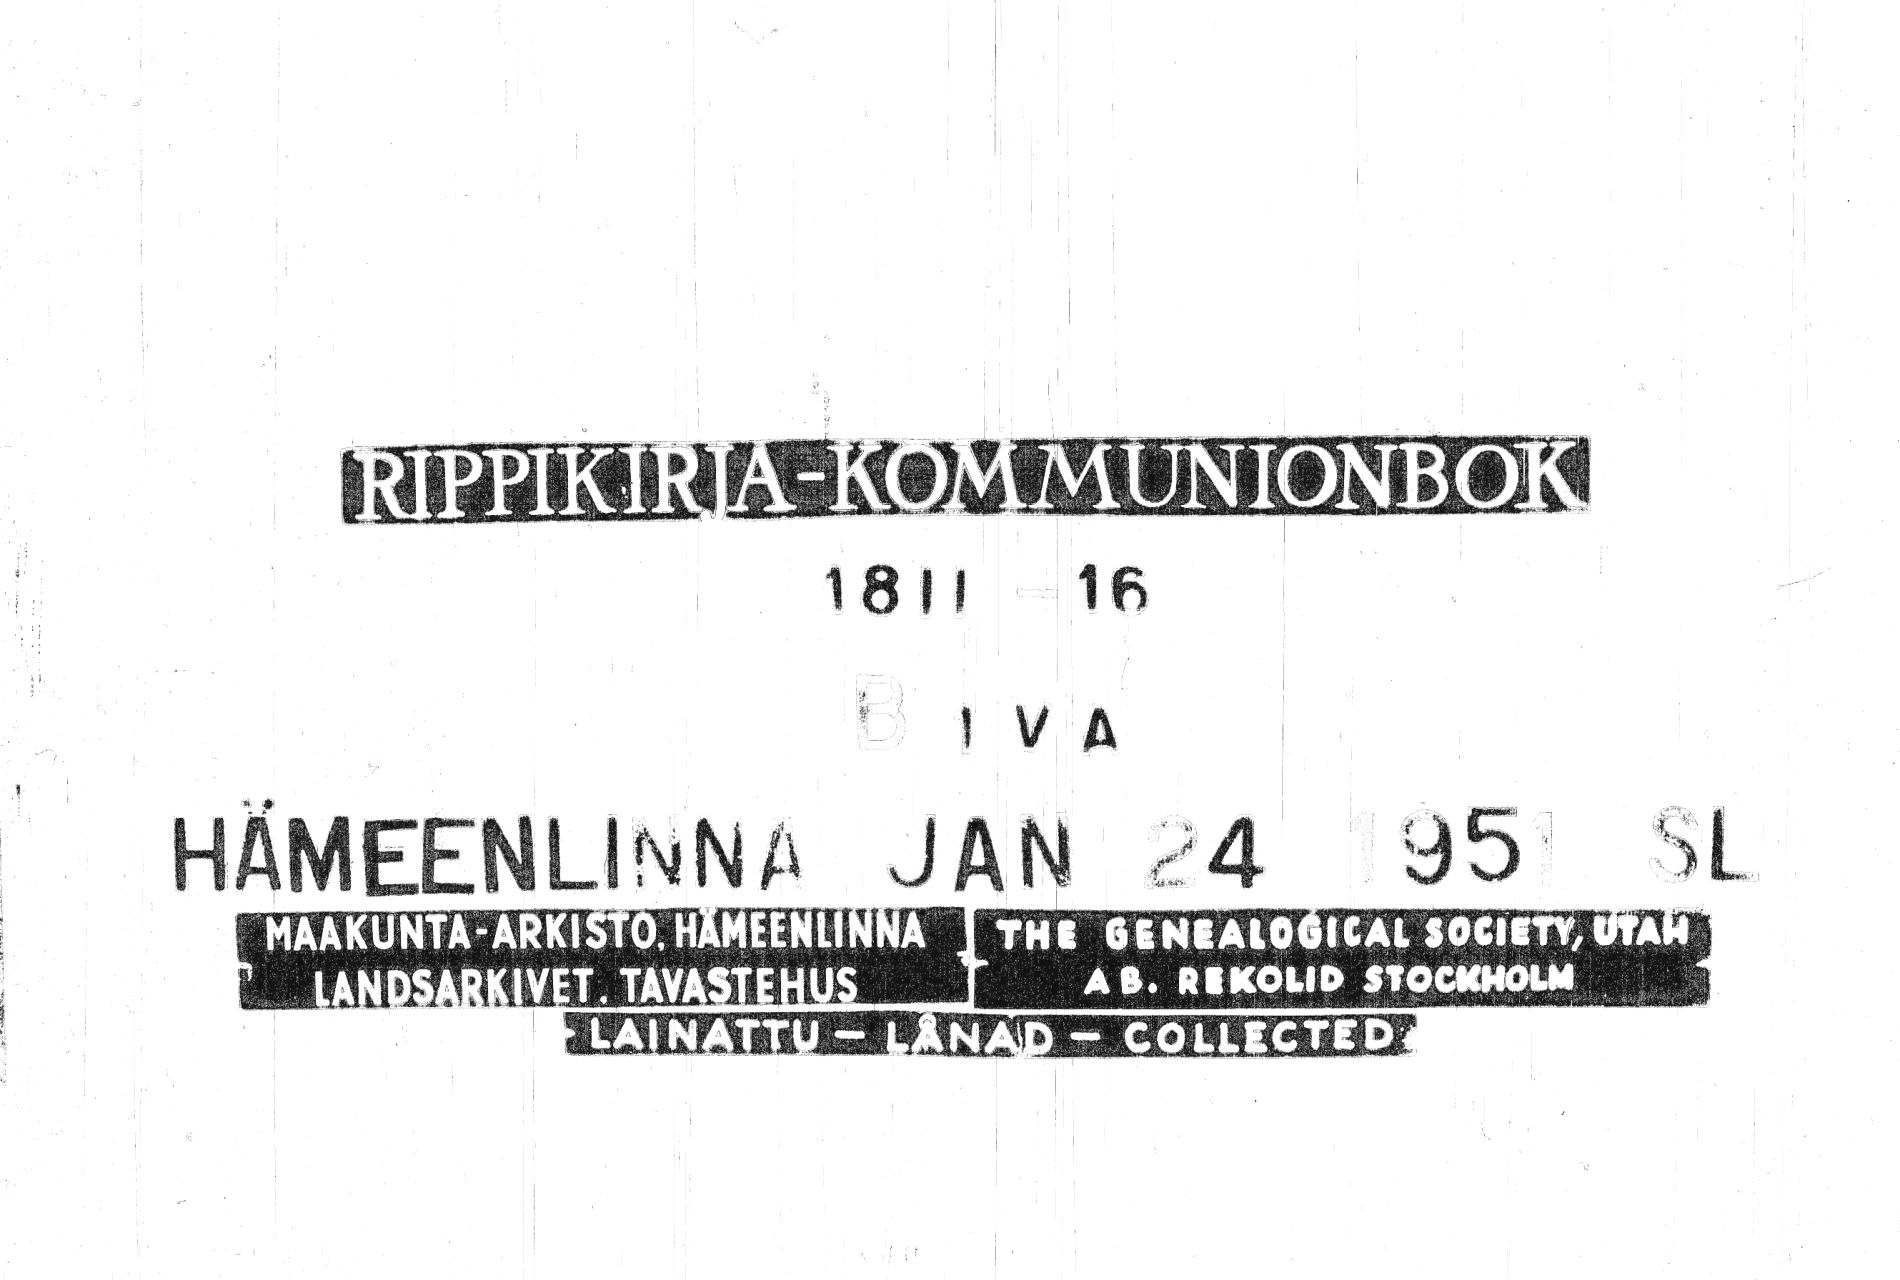 RIPPIKIRJA-KOMMUNIONBOK
1811 - 16
B IVA
HÄMEENLINNA JAN 24 1951 SL
MAAKUNTA-ARKISTO, HÄMEENLINNA
LANDSARKIVET. TAVASTEHUS
THE GENEALOGICAL SOCIETY, UTAH
AB. REKOLID STOCKHOLM
LAINATTU - LÅNAD - COLLECTED